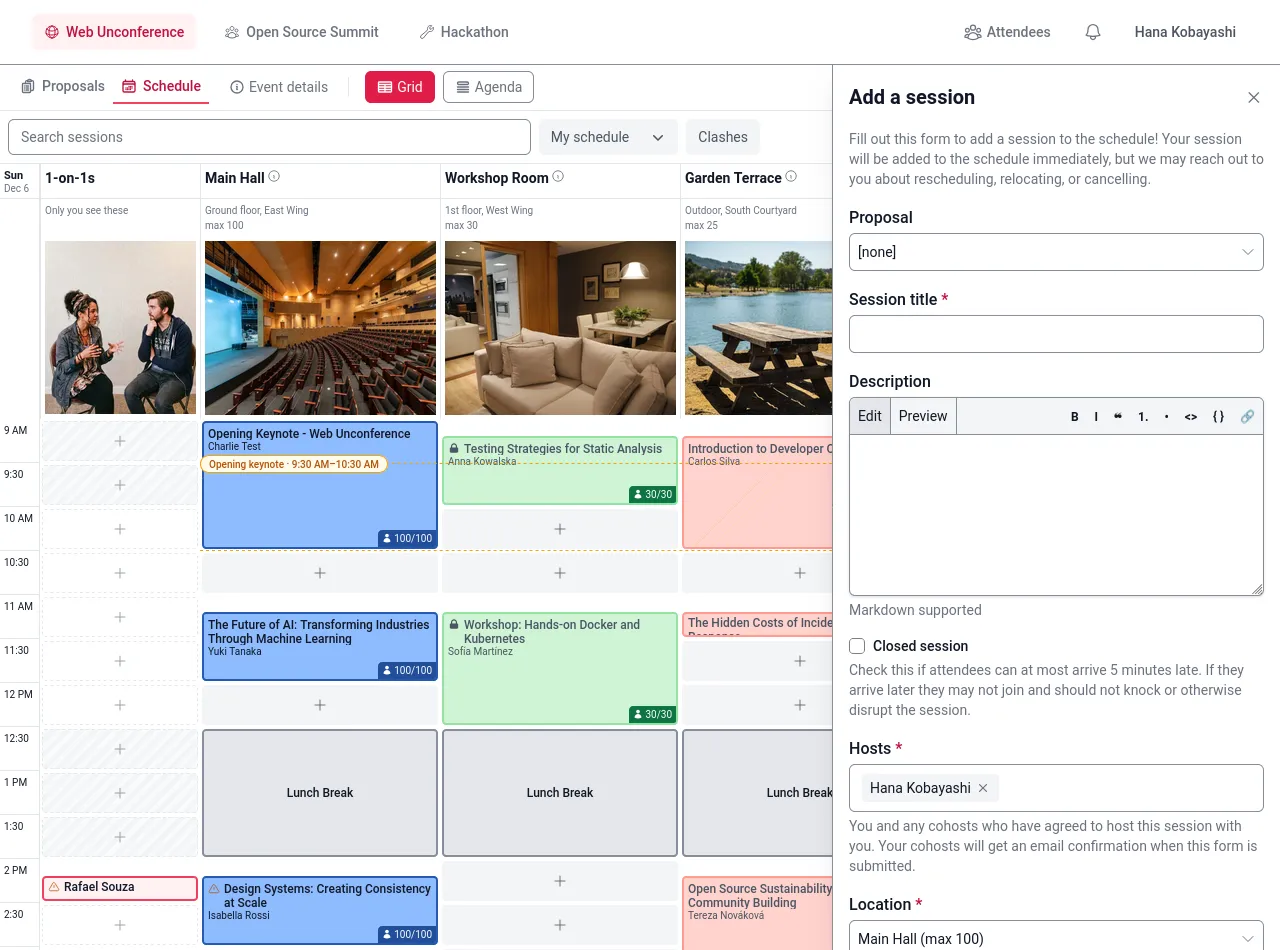 Web Unconference
Open Source Summit
Hackathon
Attendees
Hana Kobayashi
Proposals
Schedule
Event details
Grid
Agenda
Search sessions
My schedule
Clashes
Sun
Dec 6
1-on-1s
Main Hall
Workshop Room
Garden Terrace
Only you see these
Ground floor, East Wing
max 100
1st floor, West Wing
max 30
Outdoor, South Courtyard
max 25
9 AM
9:30
10 AM
10:30
11 AM
11:30
12 PM
12:30
1 PM
1:30
2 PM
2:30
Opening Keynote - Web Unconference
Charlie Test
Opening keynote · 9:30 AM–10:30 AM
100/100
Testing Strategies for Static Analysis
Anna Kowalska
30/30
Introduction to Developer
Carlos Silva
The Future of AI: Transforming Industries
Through Machine Learning
Yuki Tanaka
100/100
Workshop: Hands-on Docker and
Kubernetes
Sofía Martínez
30/30
The Hidden Costs of Incide
Response
Lunch Break
Lunch Break
Lunch Break
Rafael Souza
Design Systems: Creating Consistency
at Scale
Isabella Rossi
100/100
Open Source Sustainability
Community Building
Tereza Nováková
Add a session
Fill out this form to add a session to the schedule! Your session
will be added to the schedule immediately, but we may reach out to
you about rescheduling, relocating, or cancelling.
Proposal
[none]
Session title *
Description
Edit
Preview
B I ❝ 1. • <> {}
Markdown supported
Closed session
Check this if attendees can at most arrive 5 minutes late. If they
arrive later they may not join and should not knock or otherwise
disrupt the session.
Hosts *
Hana Kobayashi
You and any cohosts who have agreed to host this session with
you. Your cohosts will get an email confirmation when this form is
submitted.
Location *
Main Hall (max 100)